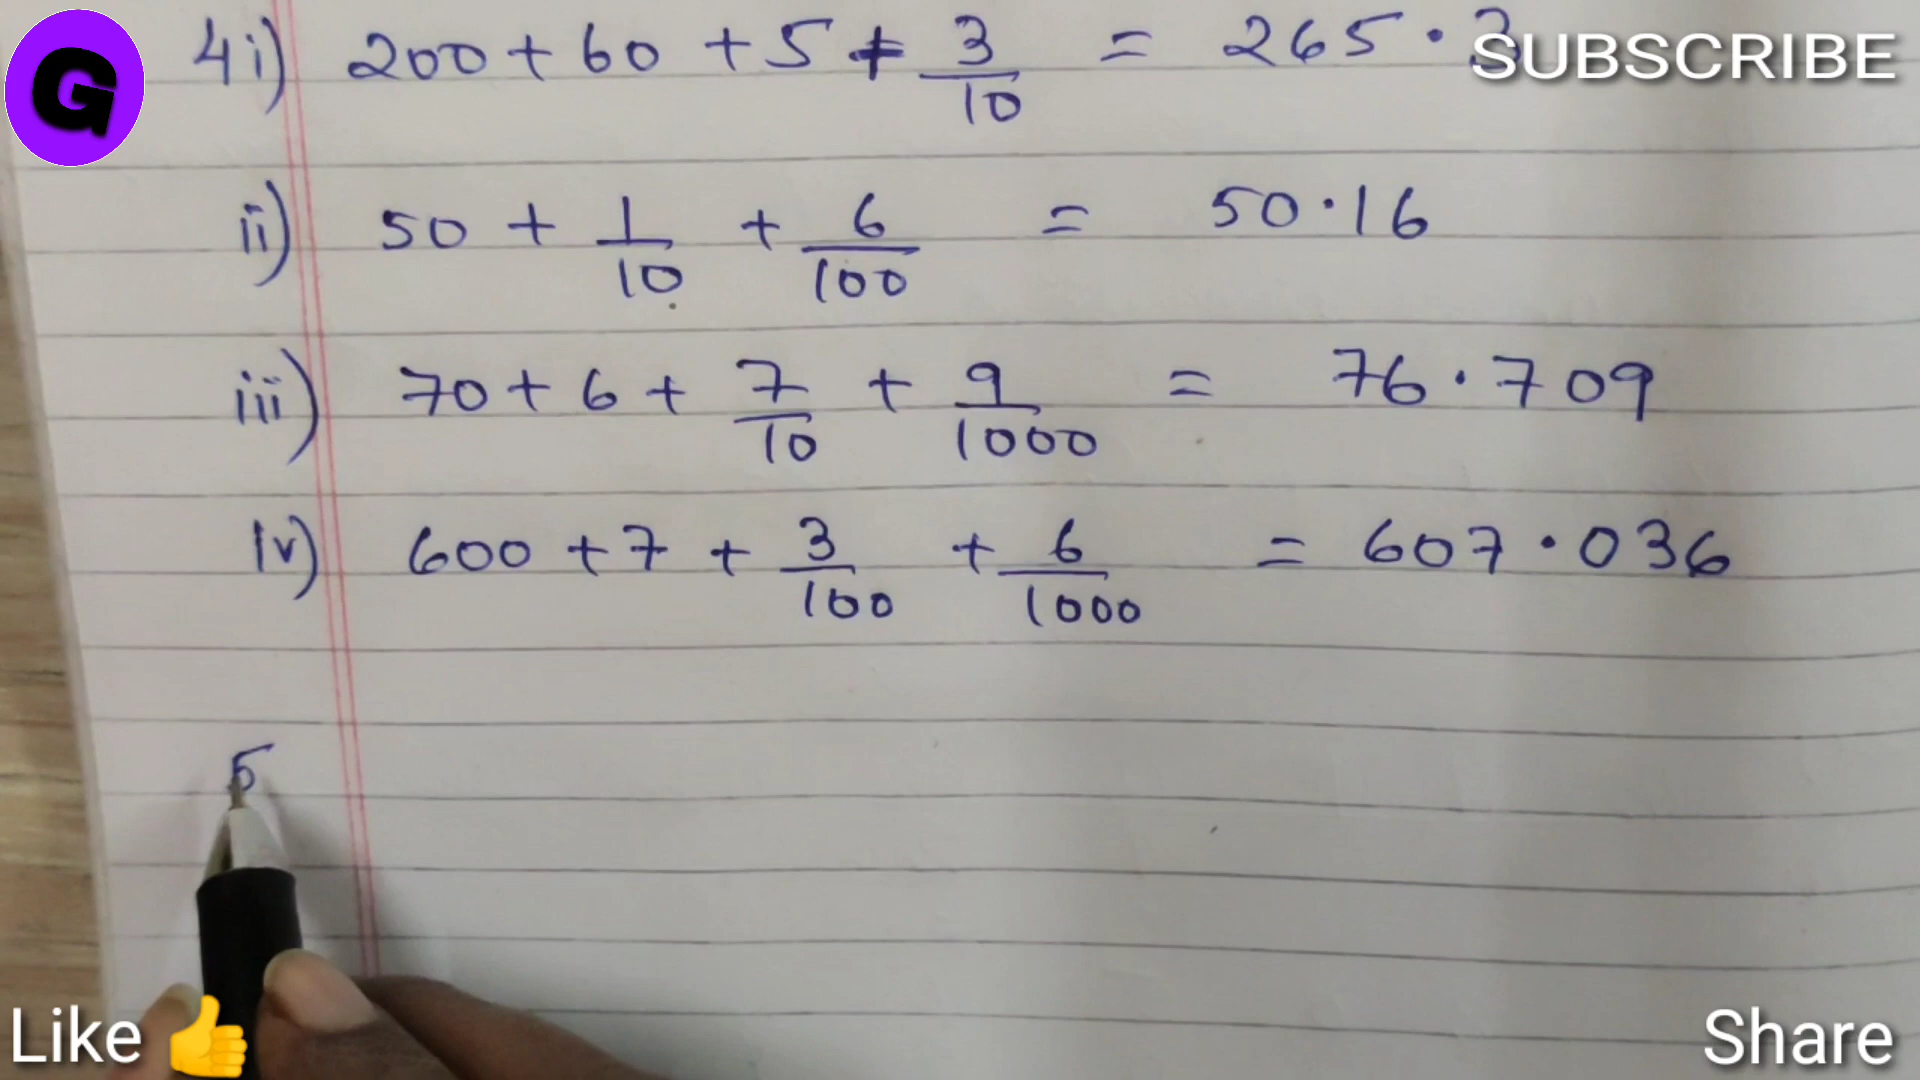 G
SUBSCRIBE
4i) 200 + 60 + 5 + 3/10 = 265.3
ii) 50 + 1/10 + 6/100 = 50.16
iii) 70 + 6 + 7/10 + 9/1000 = 76.709
iv) 600 + 7 + 3/100 + 6/1000 = 607.036
5
Like 👍
Share